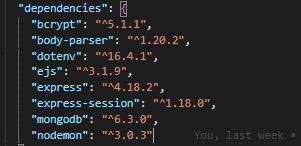 "dependencies": {
"bcrypt": "^5.1.1",
"body-parser": "^1.20.2",
"dotenv": "^16.4.1",
"ejs": "^3.1.9",
"express": "^4.18.2",
"express-session": "^1.18.0",
"mongodb": "^6.3.0",
"nodemon": "^3.0.3" You, last week •